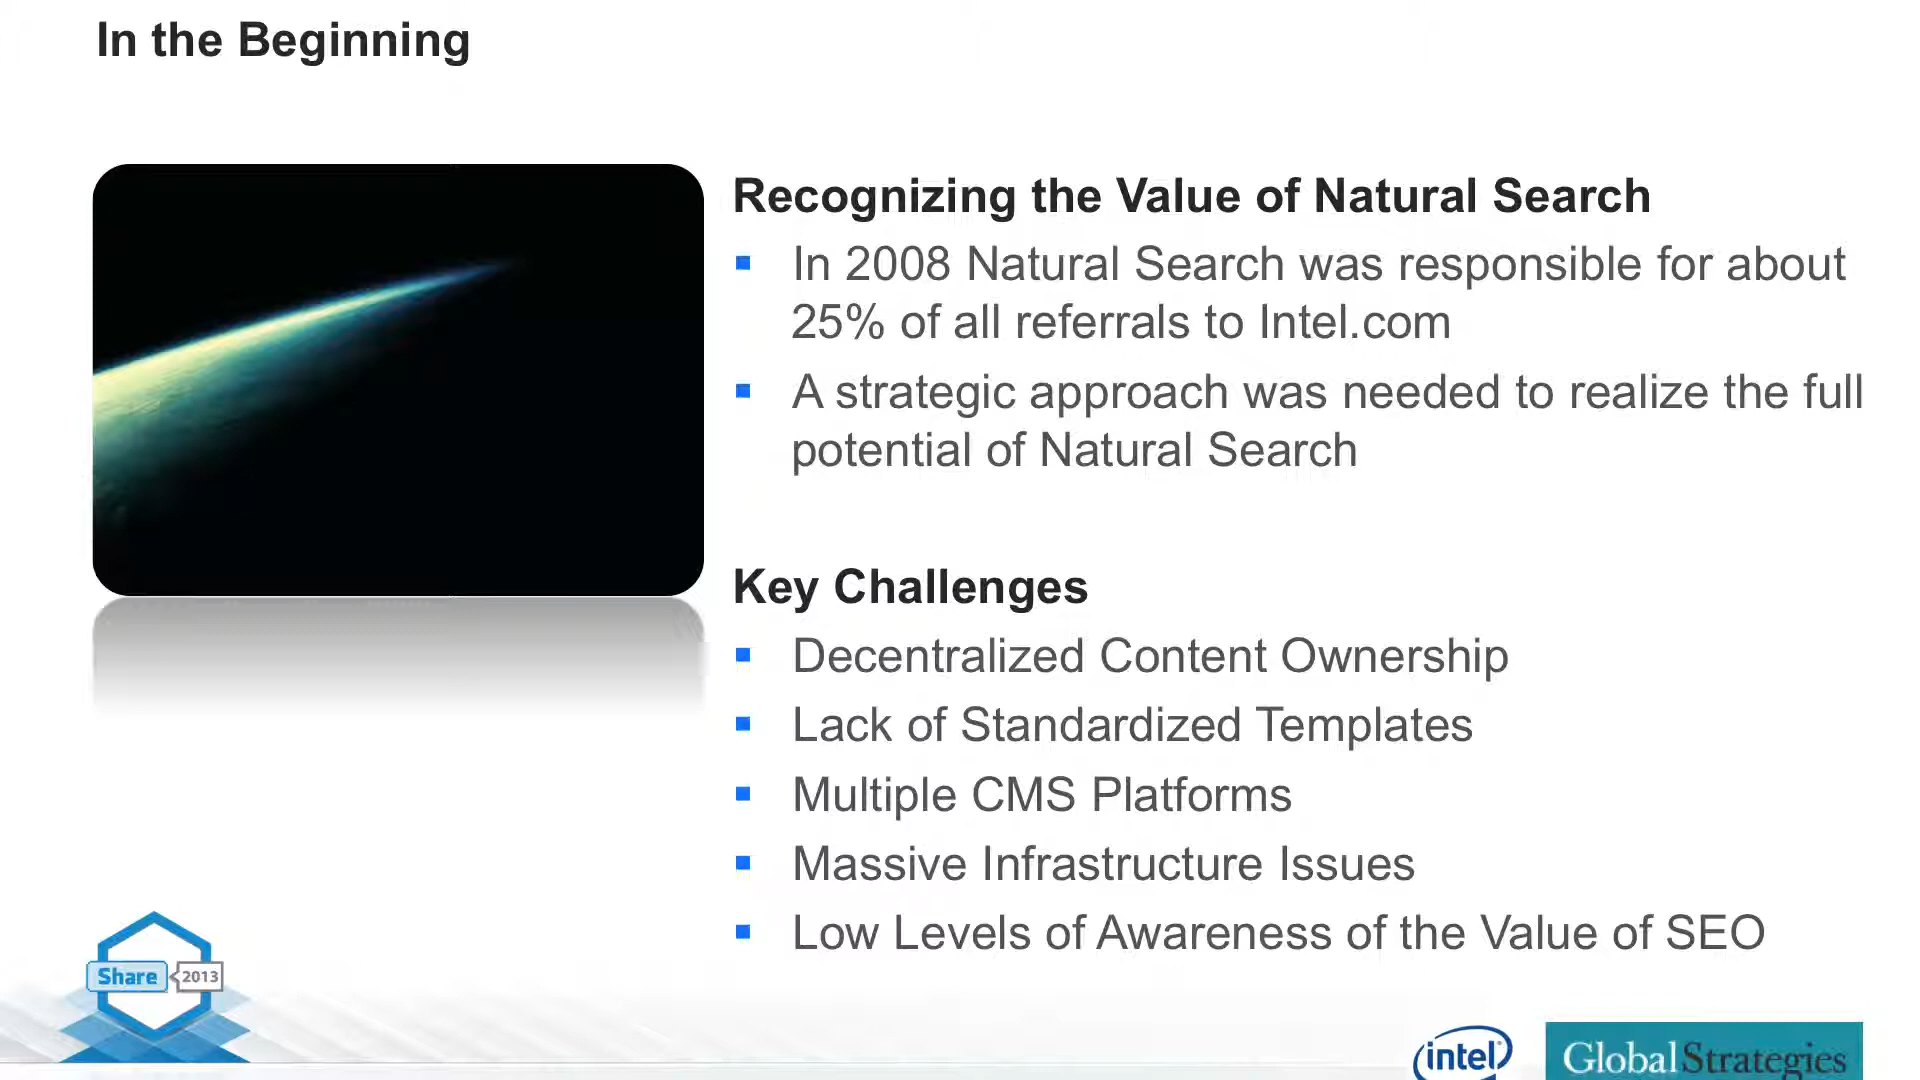 In the Beginning
Recognizing the Value of Natural Search
In 2008 Natural Search was responsible for about
25% of all referrals to Intel.com
A strategic approach was needed to realize the full
potential of Natural Search
Key Challenges
Decentralized Content Ownership
Lack of Standardized Templates
Multiple CMS Platforms
Massive Infrastructure Issues
Low Levels of Awareness of the Value of SEO
Share 2013
intel
GlobalStrategies